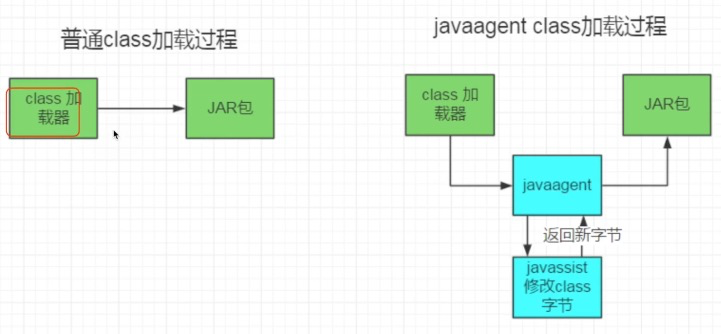 普通class加载过程
class 加
载器
JAR包
javaagent class加载过程
class 加
载器
JAR包
javaagent
返回新字节
javassist
修改class
字节